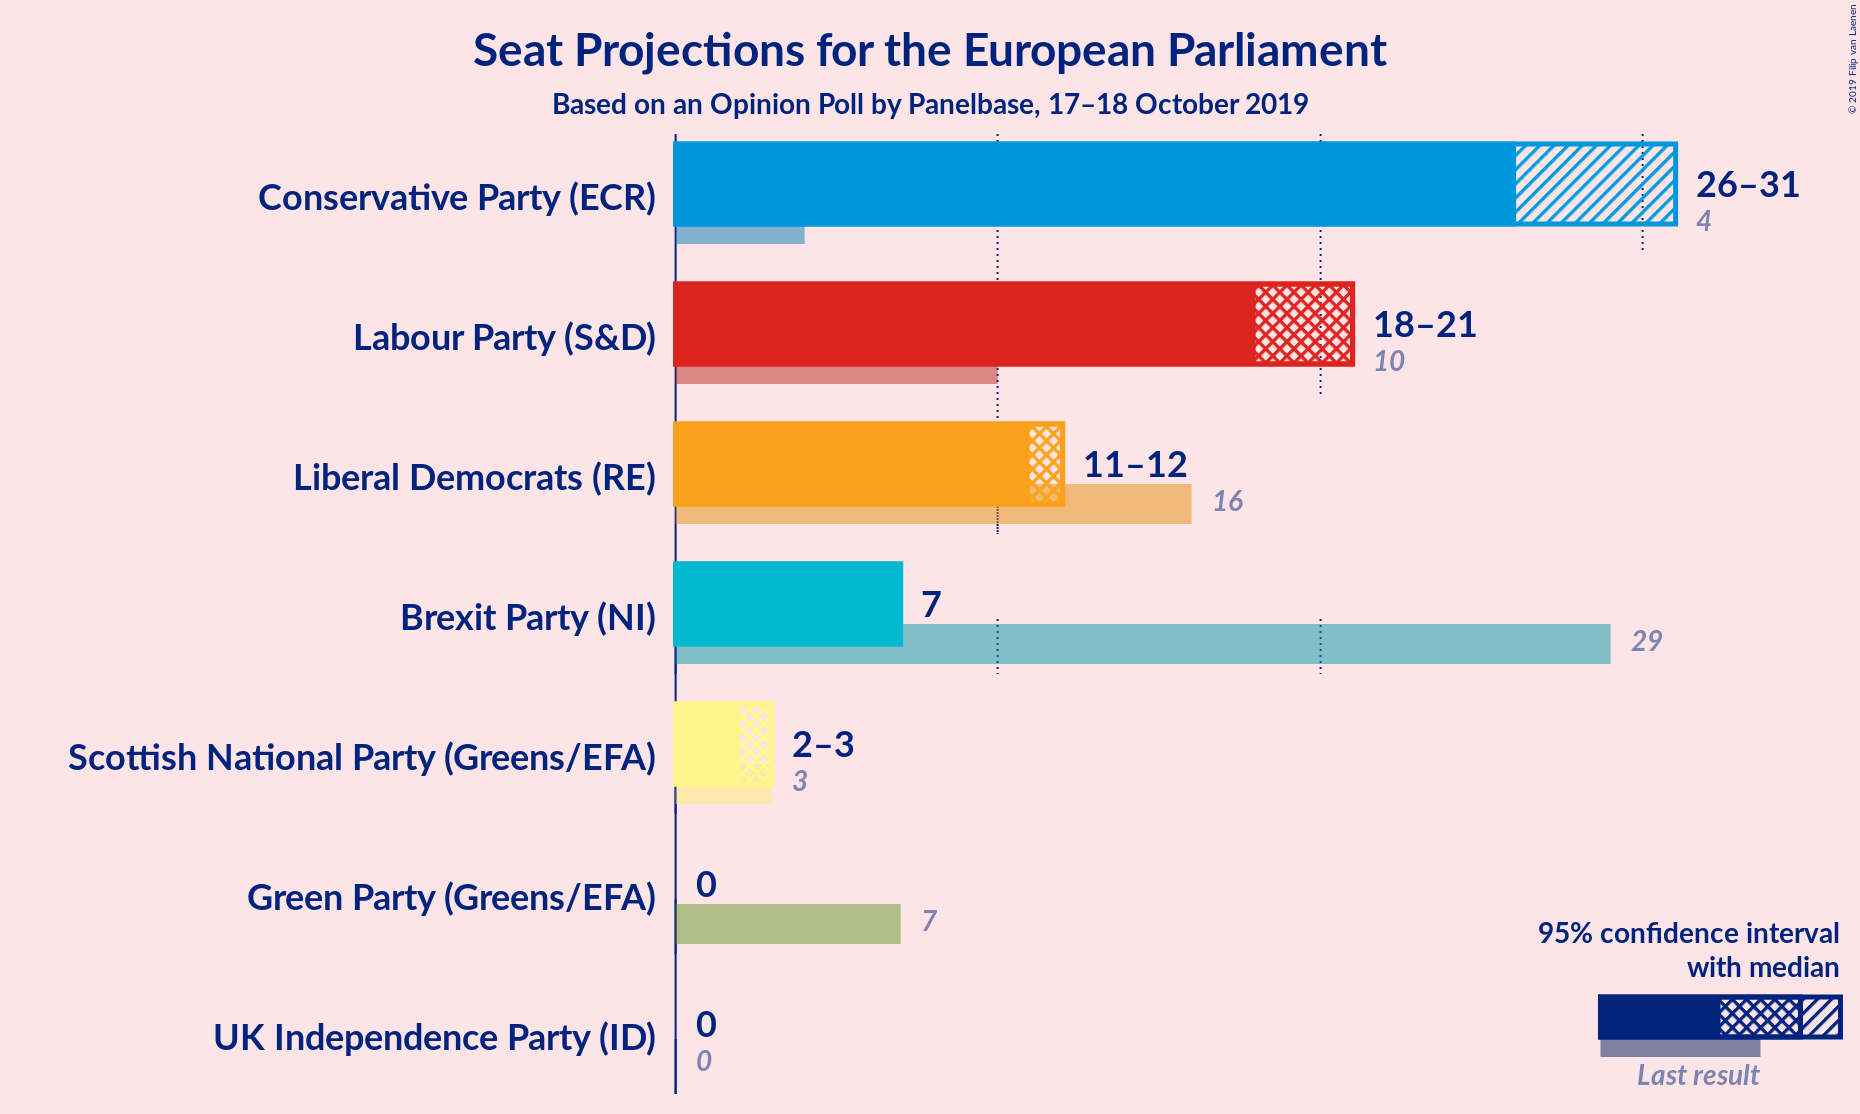 Seat Projections for the European Parliament
Based on an Opinion Poll by Panelbase, 17–18 October 2019
© 2019 Filip van Laenen
Conservative Party (ECR)
26–31
4
Labour Party (S&D)
18–21
10
Liberal Democrats (RE)
11–12
16
Brexit Party (NI)
7
29
Scottish National Party (Greens/EFA)
2–3
3
Green Party (Greens/EFA)
0
7
UK Independence Party (ID)
0
0
95% confidence interval
with median
Last result